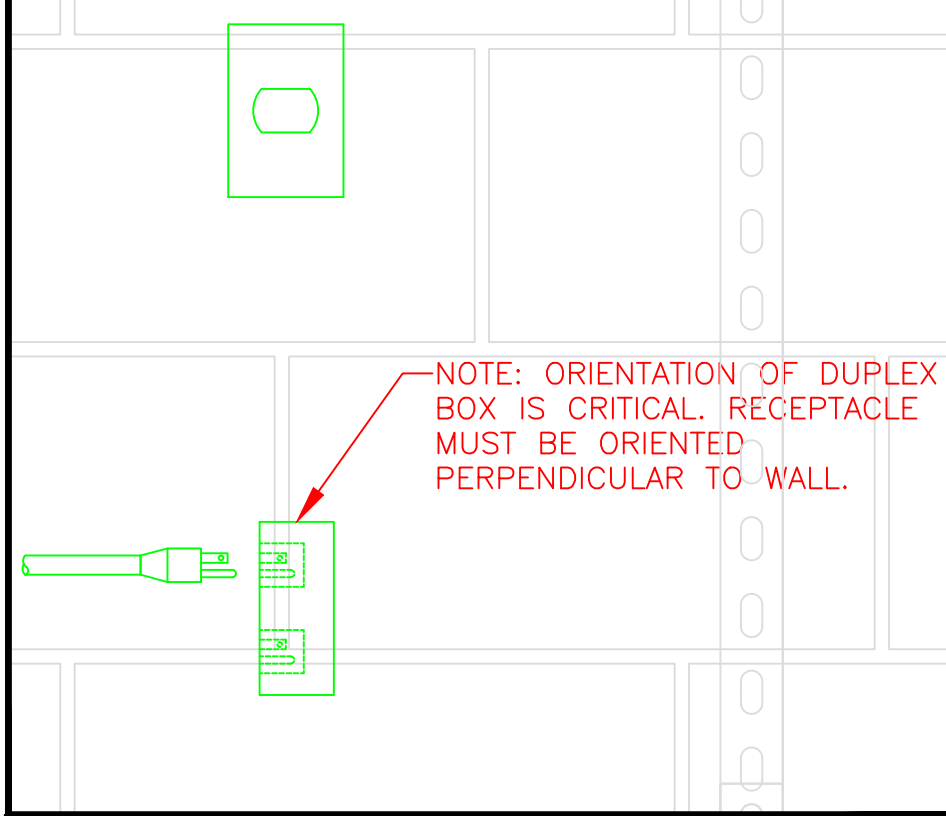 NOTE: ORIENTATION OF DUPLEX
BOX IS CRITICAL. RECEPTACLE
MUST BE ORIENTED
PERPENDICULAR TO WALL.